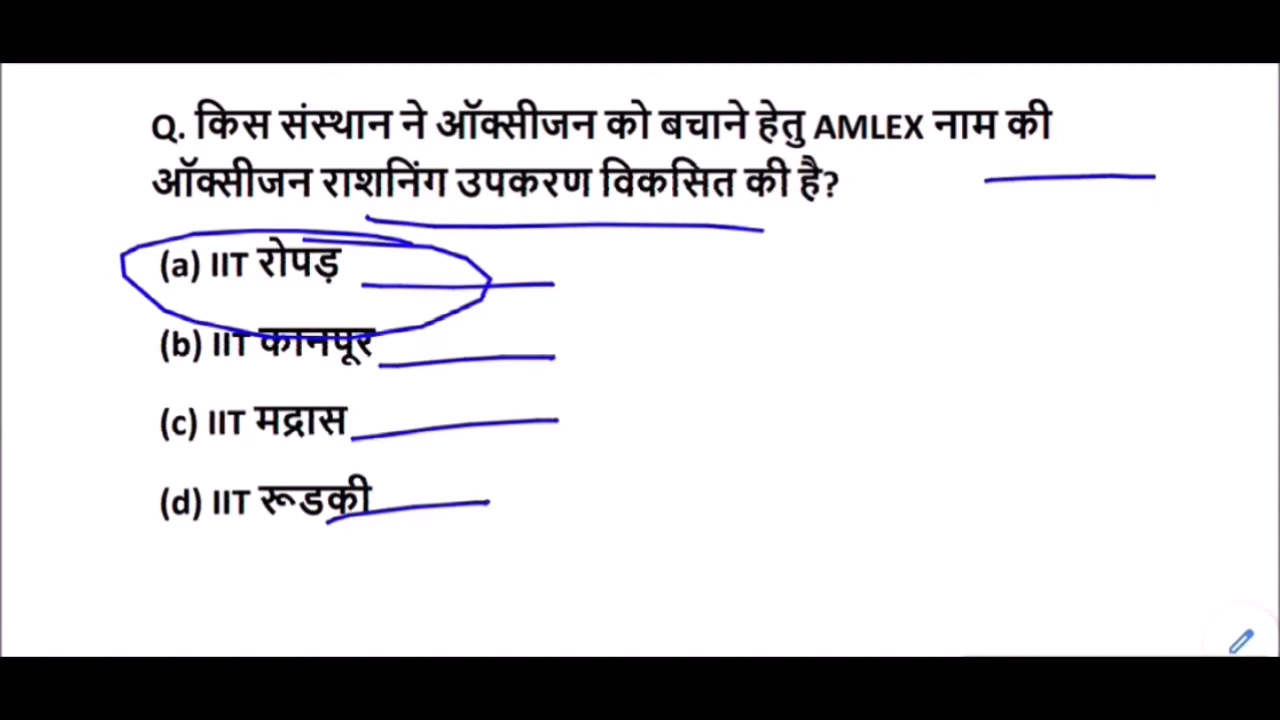 Q. किस संस्थान ने ऑक्सीजन को बचाने हेतु AMLEX नाम की
ऑक्सीजन राशनिंग उपकरण विकसित की है?
(a) IIT रोपड़
(b) IIT कानपूर
(c) IIT मद्रास
(d) IIT रूडकी